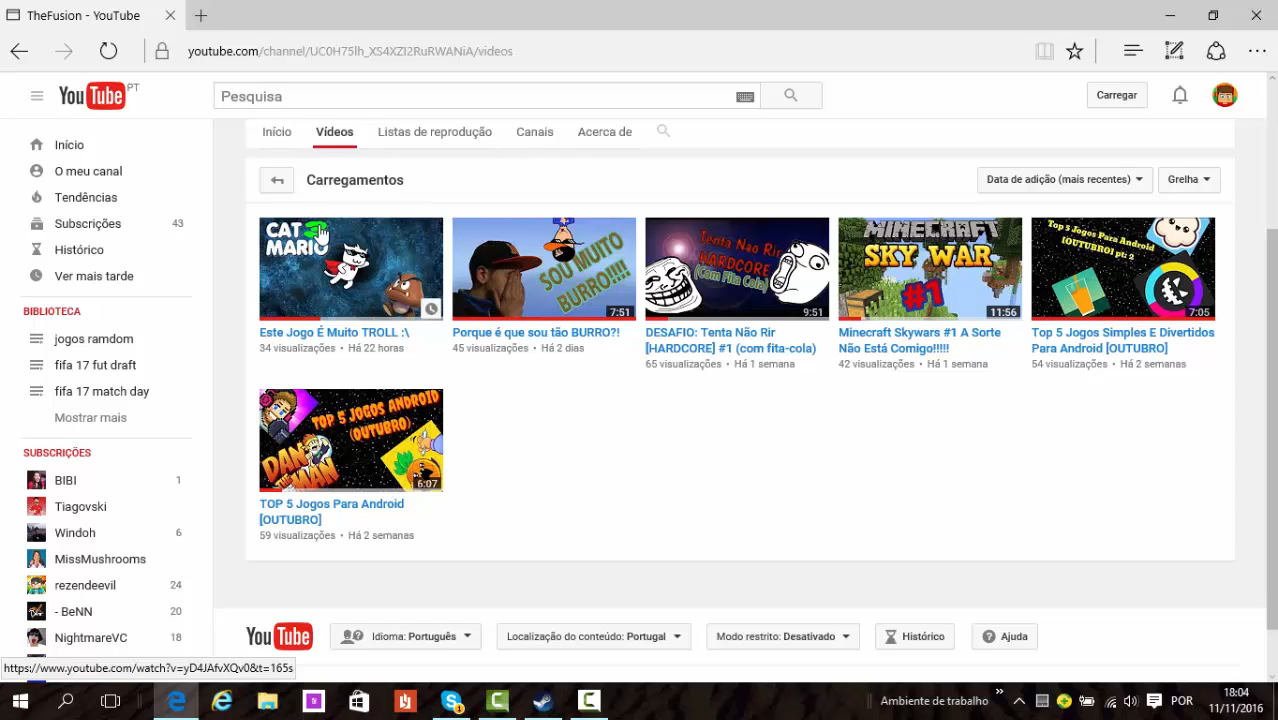 TheFusion - YouTube
youtube.com/channel/UC0H75lh_XS4XZI2RuRWANiA/videos
YouTube PT
Pesquisa
Carregar
Início
O meu canal
Tendências
Subscrições 43
Histórico
Ver mais tarde
BIBLIOTECA
jogos ramdom
fifa 17 fut draft
fifa 17 match day
Mostrar mais
SUBSCRIÇÕES
BIBI 1
Tiagovski
Windoh 6
MissMushrooms
rezendeevil 24
- BeNN 20
NightmareVC 18
https://www.youtube.com/watch?v=yD4JAfvXQv0&t=165s
Início Vídeos Listas de reprodução Canais Acerca de
Carregamentos
Data de adição (mais recentes)
Grelha
CAT
MARIO
Este Jogo É Muito TROLL :\
34 visualizações • Há 22 horas
SOU MUITO
BURRO!!!!
7:51
Porque é que sou tão BURRO?!
45 visualizações • Há 2 dias
Tenta Nao Rir
HARDCORE
(Com Fita Cola)
9:51
DESAFIO: Tenta Não Rir
[HARDCORE] #1 (com fita-cola)
65 visualizações • Há 1 semana
MINECRAFT
SKY WAR
#1
11:56
Minecraft Skywars #1 A Sorte
Não Está Comigo!!!!!
42 visualizações • Há 1 semana
Top 5 Jogos Para Android
[OUTUBRO] pt: 2
7:05
Top 5 Jogos Simples E Divertidos
Para Android [OUTUBRO]
54 visualizações • Há 2 semanas
TOP 5 JOGOS ANDROID
(OUTUBRO)
DAN
THE
MAN
6:07
TOP 5 Jogos Para Android
[OUTUBRO]
59 visualizações • Há 2 semanas
YouTube
Idioma: Português
Localização do conteúdo: Portugal
Modo restrito: Desativado
Histórico
Ajuda
Ambiente de trabalho
POR
18:04
11/11/2016